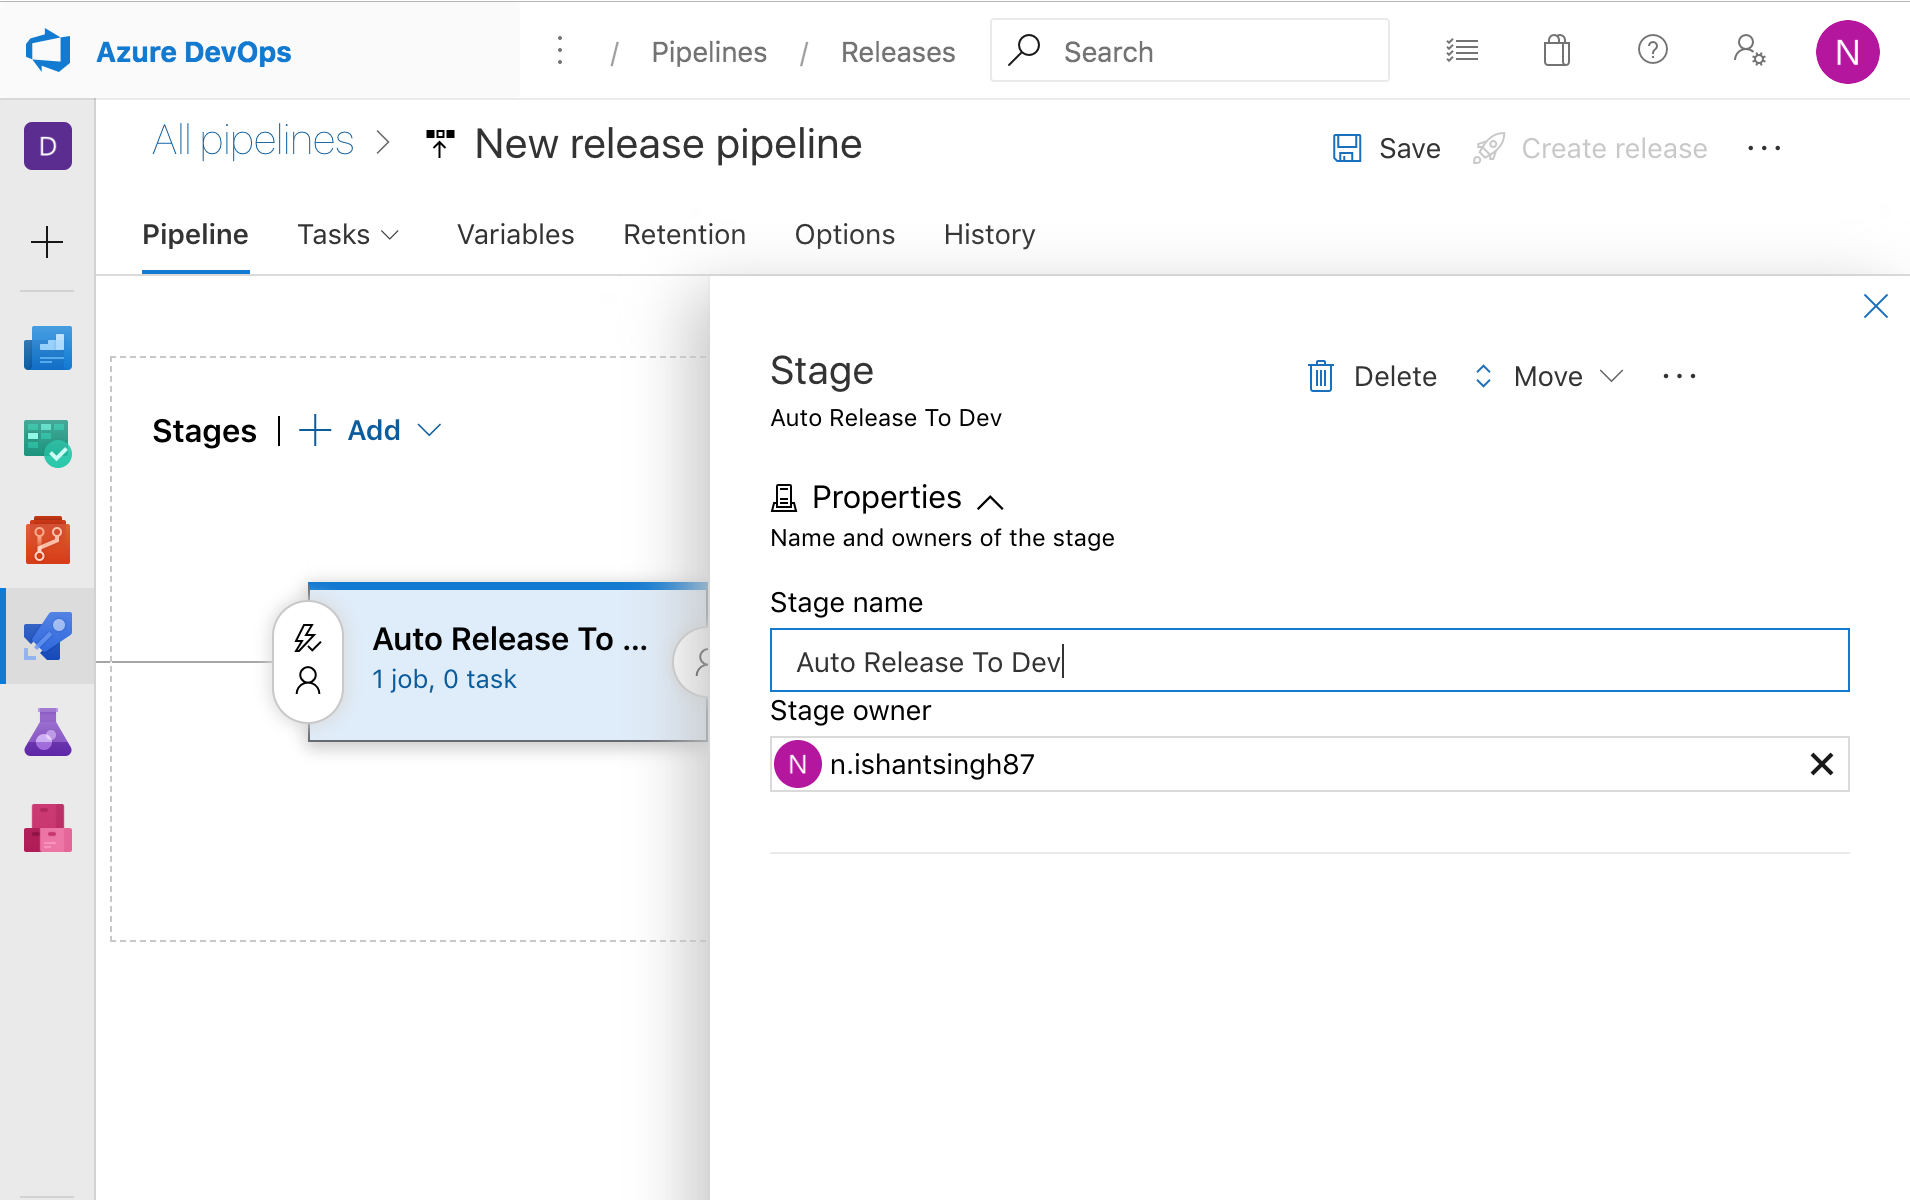 Azure DevOps
/ Pipelines / Releases
Search
N
D
All pipelines
New release pipeline
Save
Create release
Pipeline
Tasks
Variables
Retention
Options
History
Stages | Add
Auto Release To ...
1 job, 0 task
Stage
Delete
Move
Auto Release To Dev
Properties
Name and owners of the stage
Stage name
Auto Release To Dev
Stage owner
N n.ishantsingh87